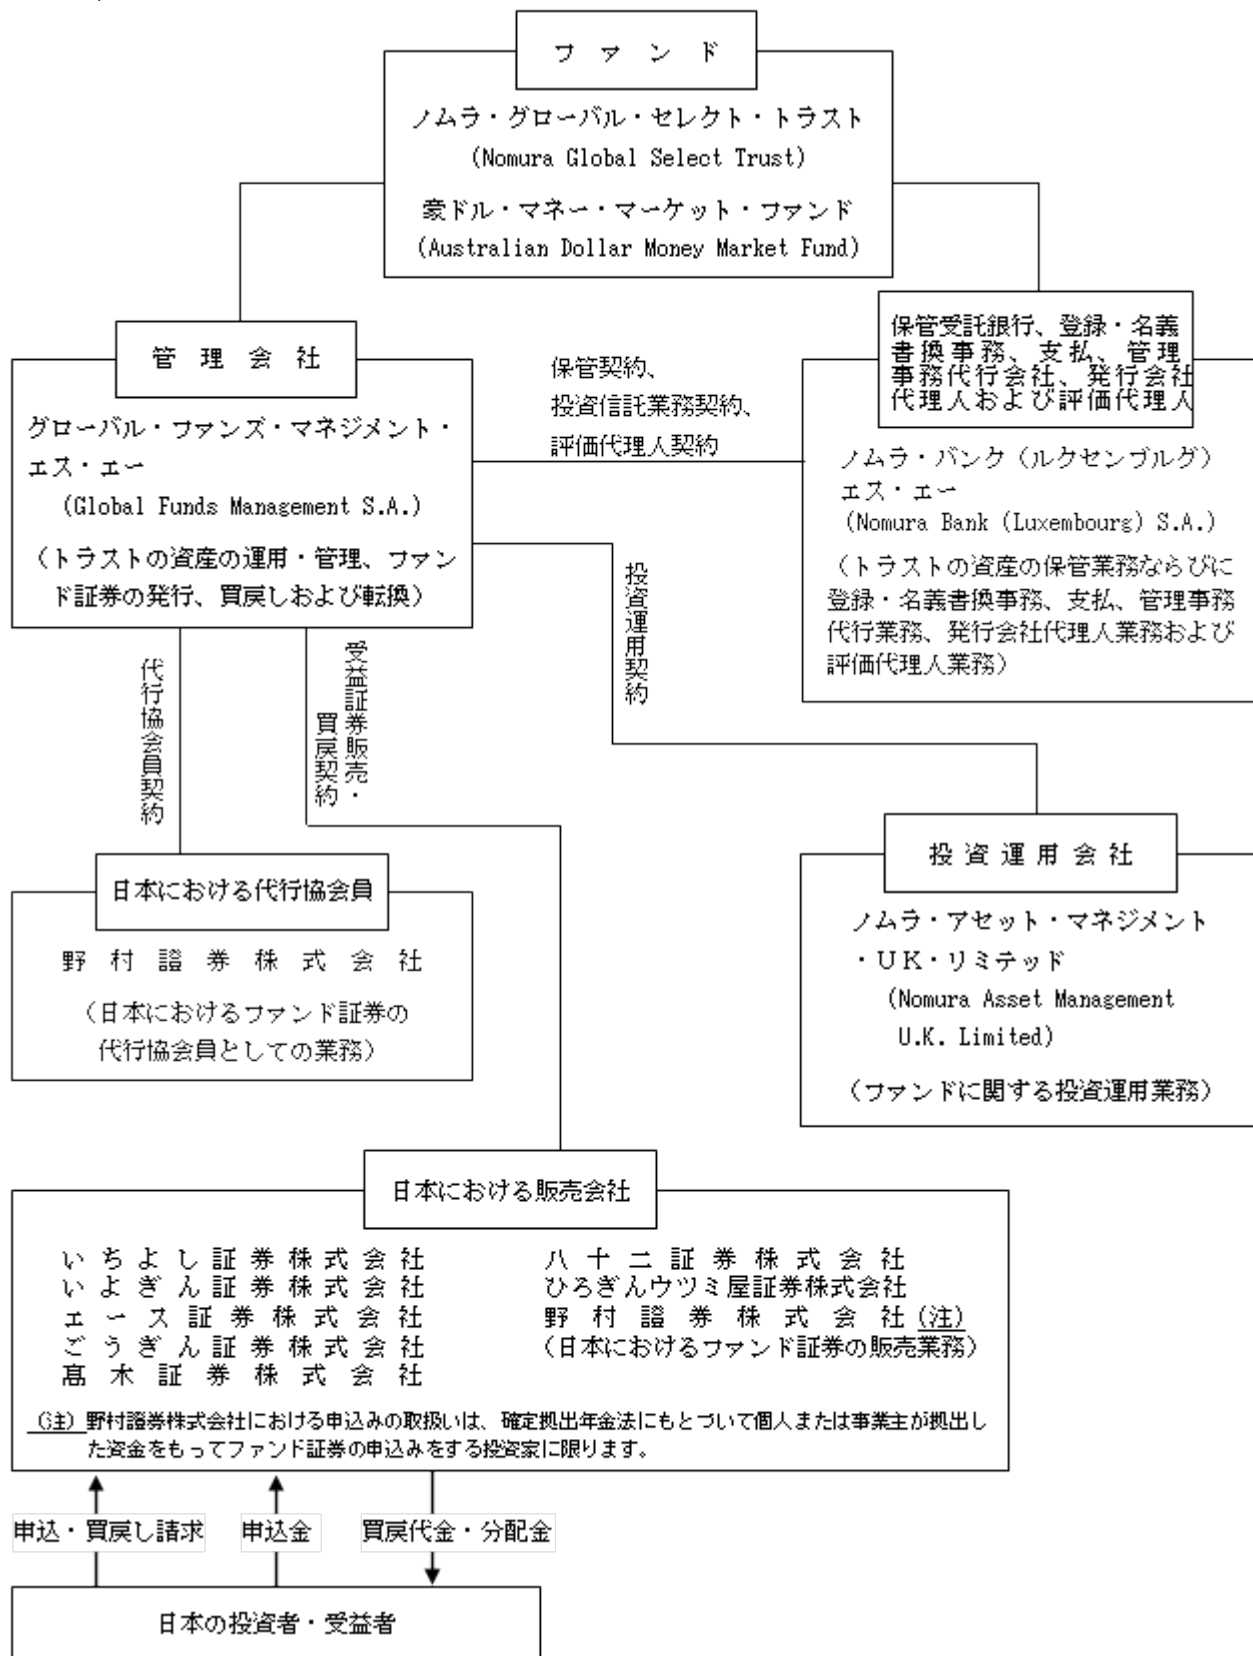 ファンド
ノムラ・グローバル・セレクト・トラスト
(Nomura Global Select Trust)
豪ドル・マネー・マーケット・ファンド
(Australian Dollar Money Market Fund)
管理会社
グローバル・ファンズ・マネジメント・
エス・エー
(Global Funds Management S.A.)
(トラストの資産の運用・管理、ファン
ド証券の発行、買戻しおよび転換)
保管契約、
投資信託業務契約、
評価代理人契約
保管受託銀行、登録・名義
書換事務、支払、管理
事務代行会社、発行会社
代理人および評価代理人
ノムラ・バンク(ルクセンブルグ)
エス・エー
(Nomura Bank (Luxembourg) S.A.)
(トラストの資産の保管業務ならびに
登録・名義書換事務、支払、管理事務
代行業務、発行会社代理人業務および
評価代理人業務)
代行協会員契約
受益証券販売・
買戻契約
投資運用契約
日本における代行協会員
野村證券株式会社
(日本におけるファンド証券の
代行協会員としての業務)
投資運用会社
ノムラ・アセット・マネジメント
・UK・リミテッド
(Nomura Asset Management
U.K. Limited)
(ファンドに関する投資運用業務)
日本における販売会社
いちよし証券株式会社
いよぎん証券株式会社
エース証券株式会社
ごうぎん証券株式会社
髙木証券株式会社
八十二証券株式会社
ひろぎんウツミ屋証券株式会社
野村證券株式会社(注)
(日本におけるファンド証券の販売業務)
(注)野村證券株式会社における申込みの取扱いは、確定拠出年金法にもとづいて個人または事業主が拠出し
た資金をもってファンド証券の申込みをする投資家に限ります。
申込・買戻し請求
申込金
買戻代金・分配金
日本の投資者・受益者